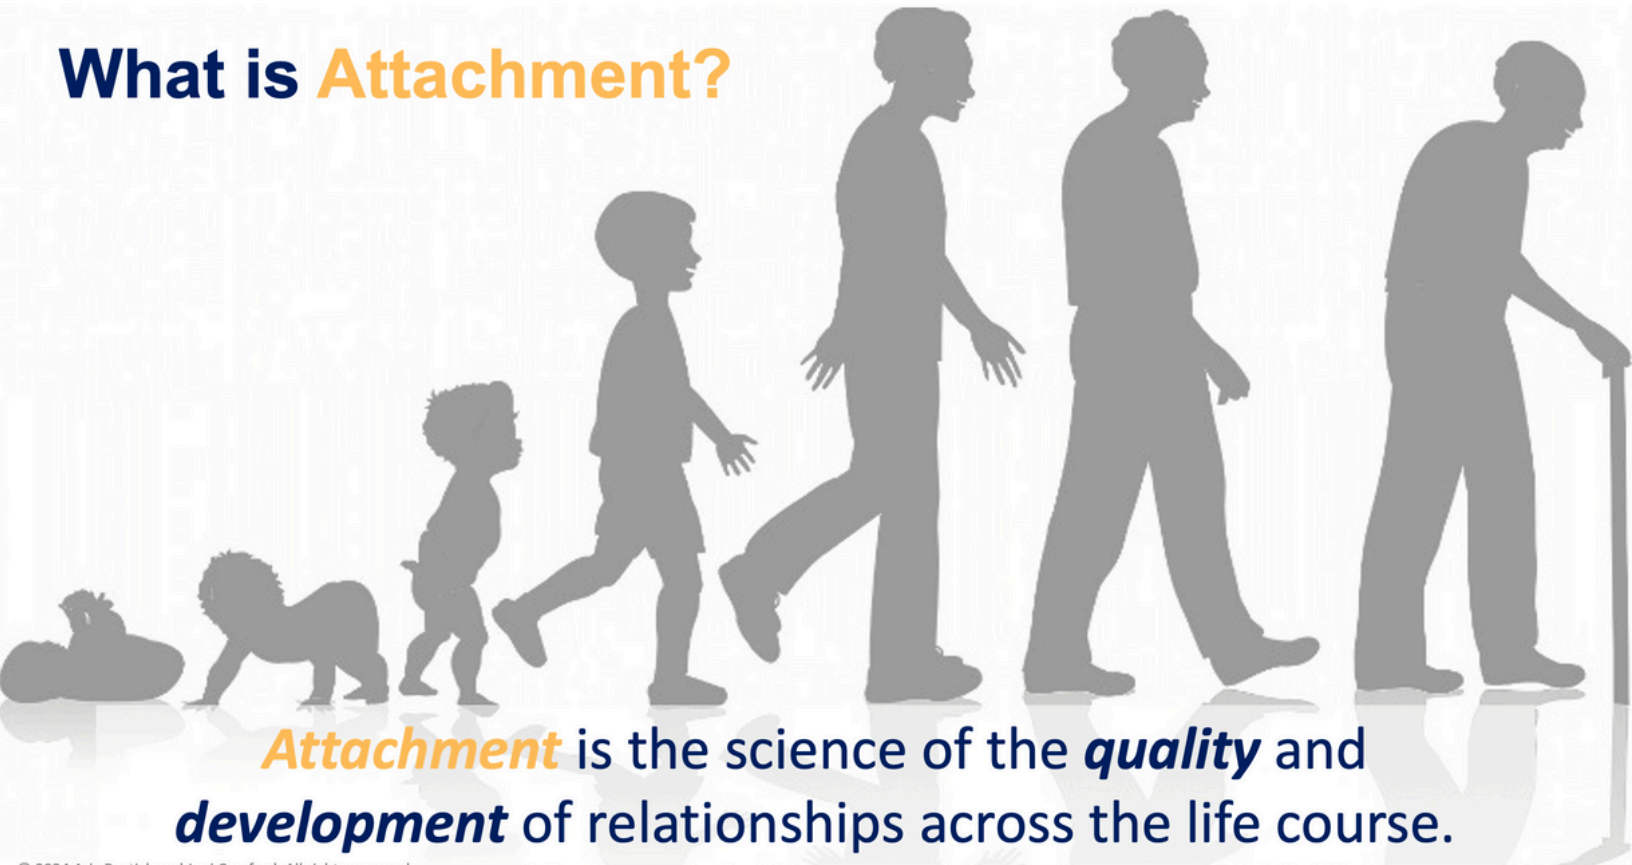 What is Attachment?
Attachment is the science of the quality and
development of relationships across the life course.